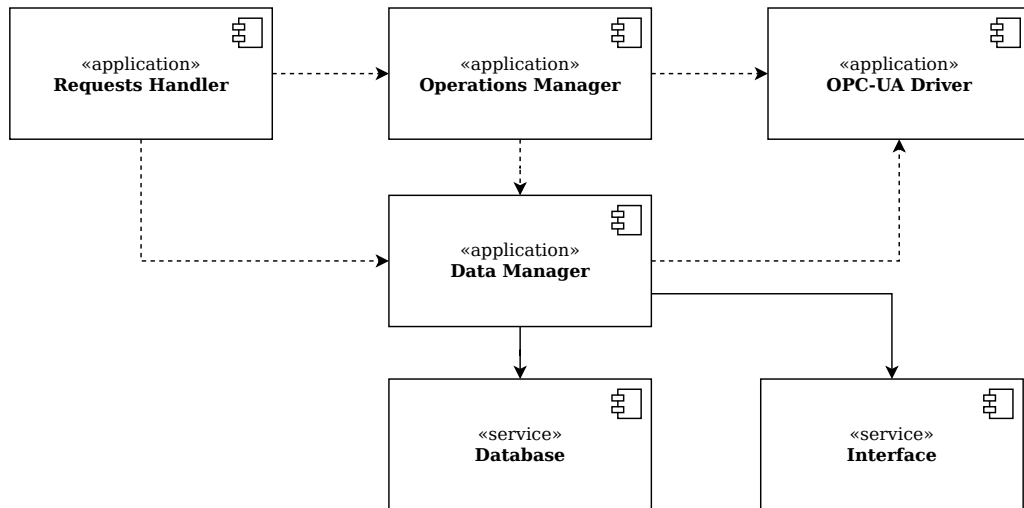 «application»
Requests Handler
«application»
Operations Manager
«application»
OPC-UA Driver
«application»
Data Manager
«service»
Database
«service»
Interface